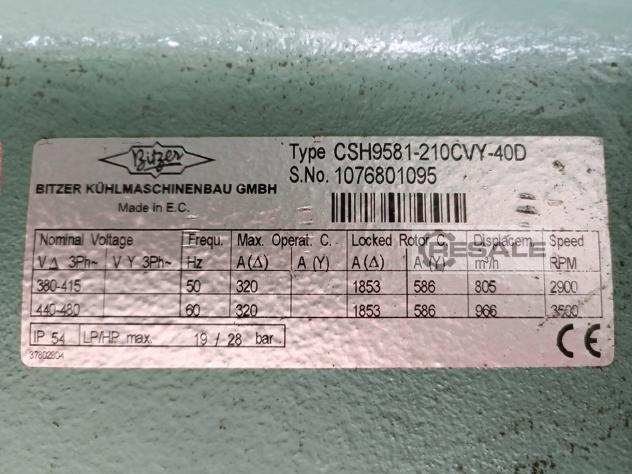 Bitzer
Type CSH9581-210CVY-40D
S.No. 1076801095
BITZER KÜHLMASCHINENBAU GMBH
Made in E.C.
Nominal Voltage Frequ. Max. Operat. C. Locked Rotor C. Displacem. Speed
V Δ 3Ph~ V Y 3Ph~ Hz A (Δ) A (Y) A (Δ) A (Y) m³/h RPM
380-415 50 320 1853 586 805 2900
440-480 60 320 1853 586 966 3500
IP 54 LP/HP max. 19 / 28 bar.
37802804
CE
RESALE